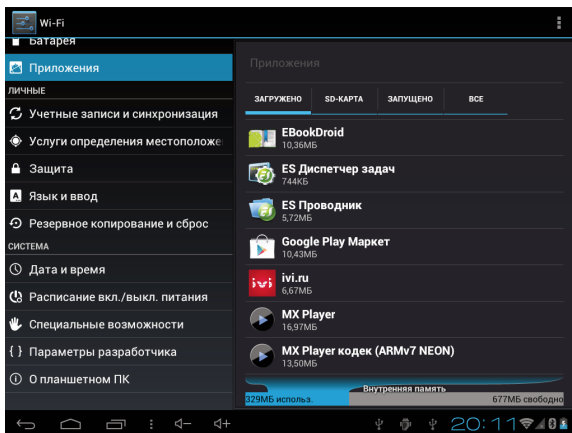 Wi-Fi
Батарея
Приложения
ЛИЧНЫЕ
Учетные записи и синхронизация
Услуги определения местоположе
Защита
Язык и ввод
Резервное копирование и сброс
СИСТЕМА
Дата и время
Расписание вкл./выкл. питания
Специальные возможности
{ } Параметры разработчика
О планшетном ПК
Приложения
ЗАГРУЖЕНО SD-КАРТА ЗАПУЩЕНО ВСЕ
EBookDroid
10,36МБ
ES Диспетчер задач
744КБ
ES Проводник
5,72МБ
Google Play Маркет
10,43МБ
ivi
ivi.ru
6,67МБ
MX Player
16,97МБ
MX Player кодек (ARMv7 NEON)
13,50МБ
Внутренняя память
329МБ использ. 677МБ свободно
20:11